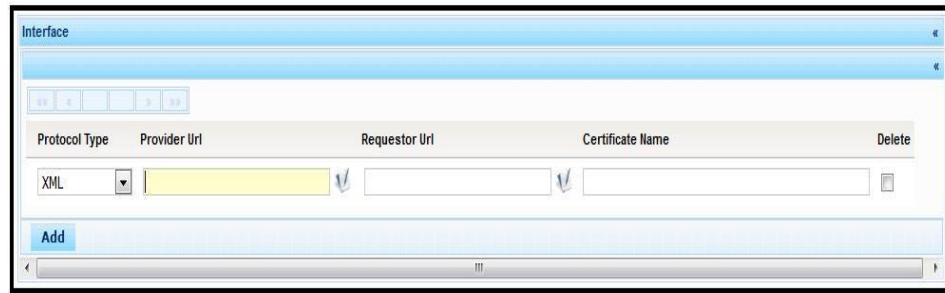 Interface
Protocol Type Provider Url Requestor Url Certificate Name Delete
XML
Add